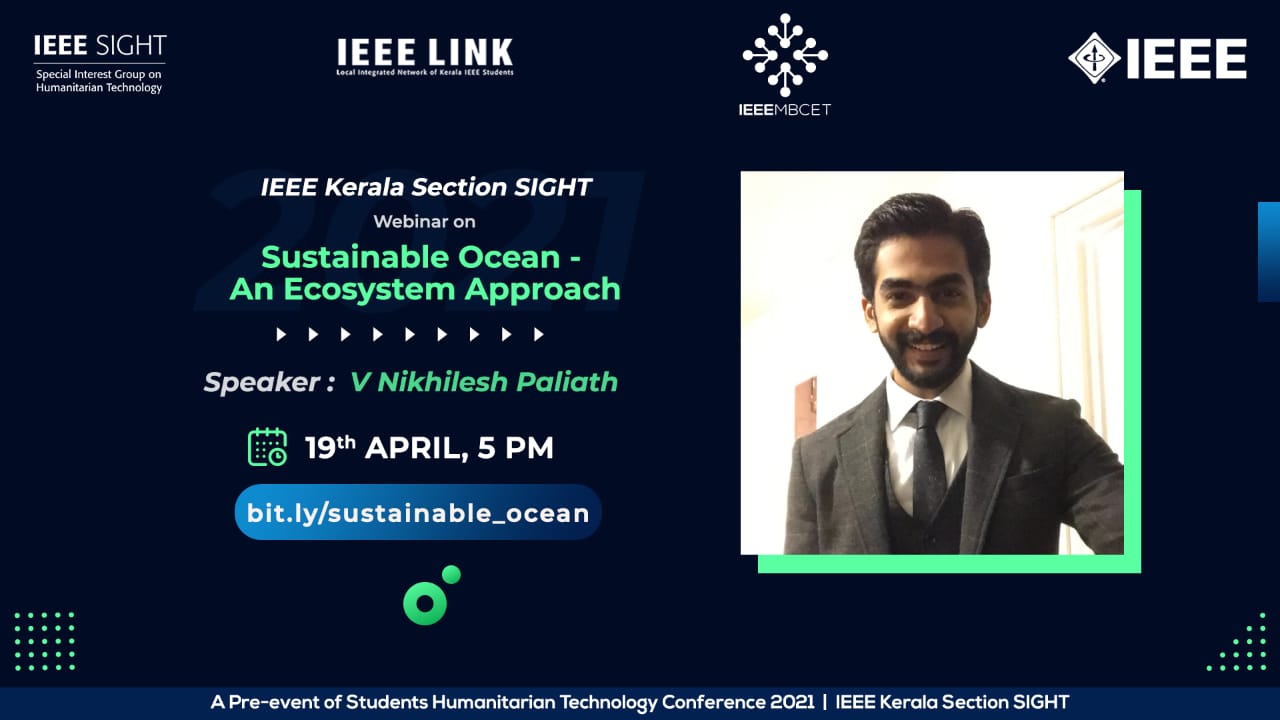 IEEE SIGHT
Special Interest Group on
Humanitarian Technology
IEEE LINK
Local Integrated Network of Kerala IEEE Students
IEEEMBCET
IEEE
2021
IEEE Kerala Section SIGHT
Webinar on
Sustainable Ocean -
An Ecosystem Approach
Speaker : V Nikhilesh Paliath
19th APRIL, 5 PM
bit.ly/sustainable_ocean
A Pre-event of Students Humanitarian Technology Conference 2021 | IEEE Kerala Section SIGHT